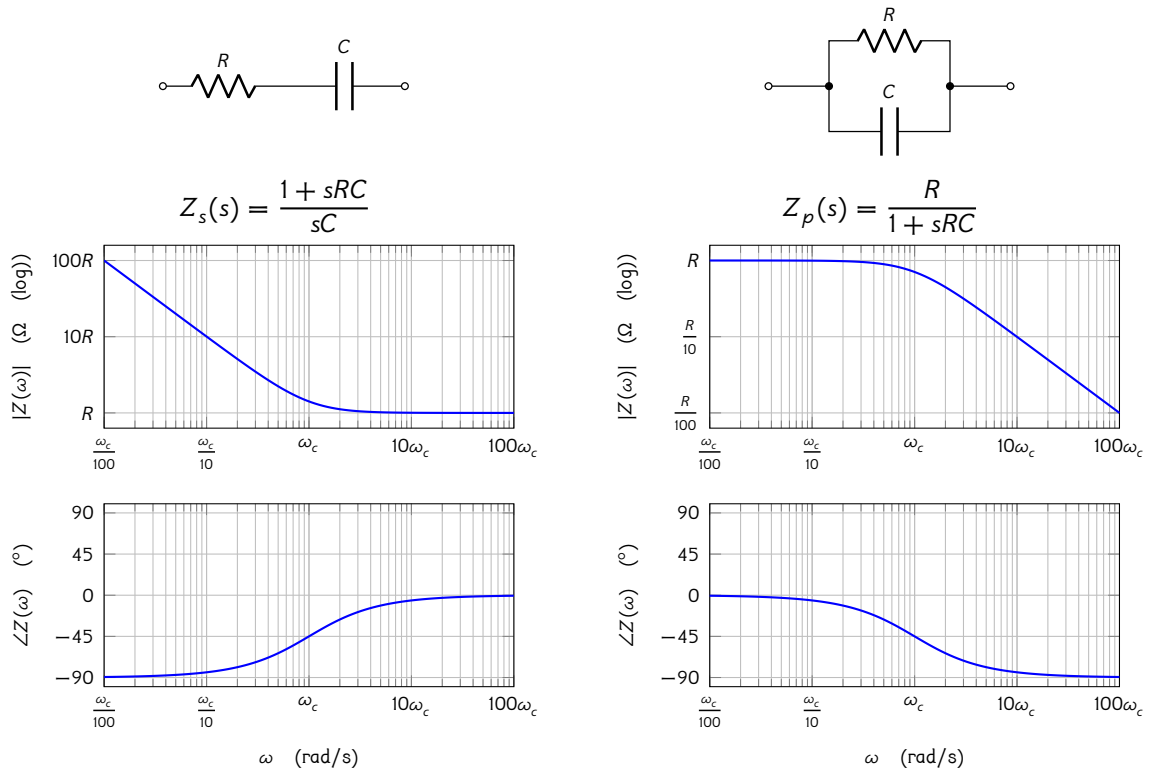 R
C
R
C
Z_s(s) = (1 + sRC)/(sC)
Z_p(s) = R/(1 + sRC)
|Z(ω)| (Ω (log))
100R
10R
R
ω_c/100
ω_c/10
ω_c
10ω_c
100ω_c
|Z(ω)| (Ω (log))
R
R/10
R/100
ω_c/100
ω_c/10
ω_c
10ω_c
100ω_c
∠Z(ω) (°)
90
45
0
−45
−90
ω_c/100
ω_c/10
ω_c
10ω_c
100ω_c
ω (rad/s)
∠Z(ω) (°)
90
45
0
−45
−90
ω_c/100
ω_c/10
ω_c
10ω_c
100ω_c
ω (rad/s)